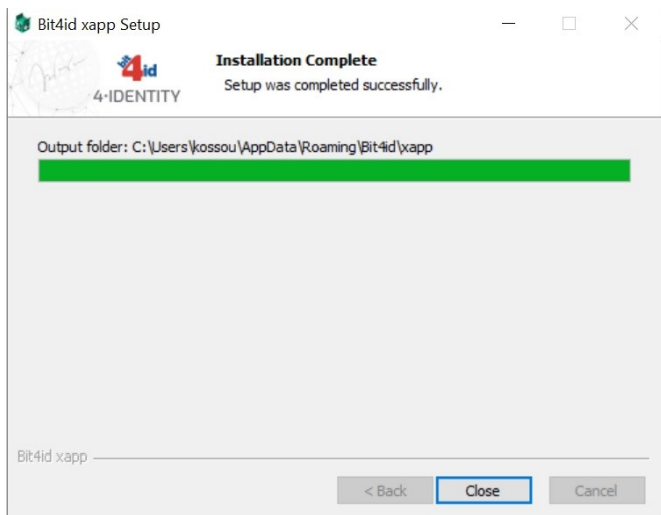 Bit4id xapp Setup
4id
4·IDENTITY
Installation Complete
Setup was completed successfully.
Output folder: C:\Users\kossou\AppData\Roaming\Bit4id\xapp
Bit4id xapp
< Back
Close
Cancel